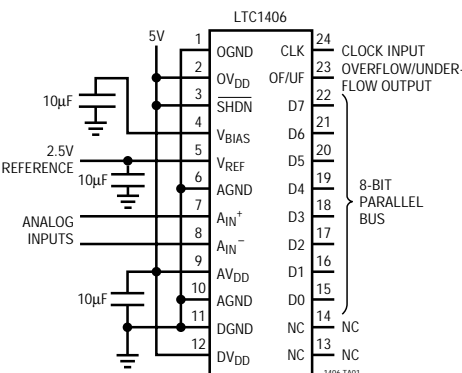 LTC1406
5V
1 OGND CLK 24 CLOCK INPUT
2 OVDD OF/UF 23 OVERFLOW/UNDER-
FLOW OUTPUT
3 SHDN D7 22
10µF
4 VBIAS D6 21
2.5V
REFERENCE
5 VREF D5 20
10µF
6 AGND D4 19
8-BIT
PARALLEL
BUS
ANALOG
INPUTS
7 AIN+ D3 18
8 AIN– D2 17
9 AVDD D1 16
10µF
10 AGND D0 15
11 DGND NC 14 NC
12 DVDD NC 13 NC
1406 TA01